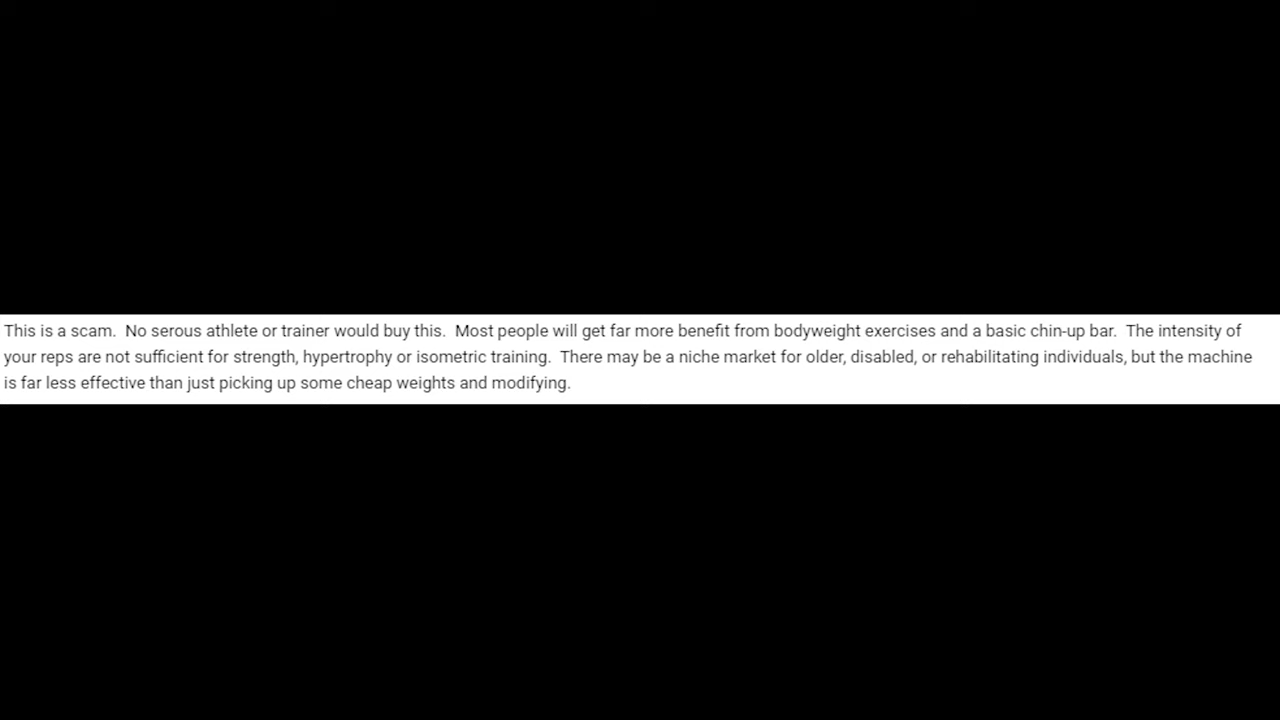 This is a scam.  No serous athlete or trainer would buy this.  Most people will get far more benefit from bodyweight exercises and a basic chin-up bar.  The intensity of
your reps are not sufficient for strength, hypertrophy or isometric training.  There may be a niche market for older, disabled, or rehabilitating individuals, but the machine
is far less effective than just picking up some cheap weights and modifying.